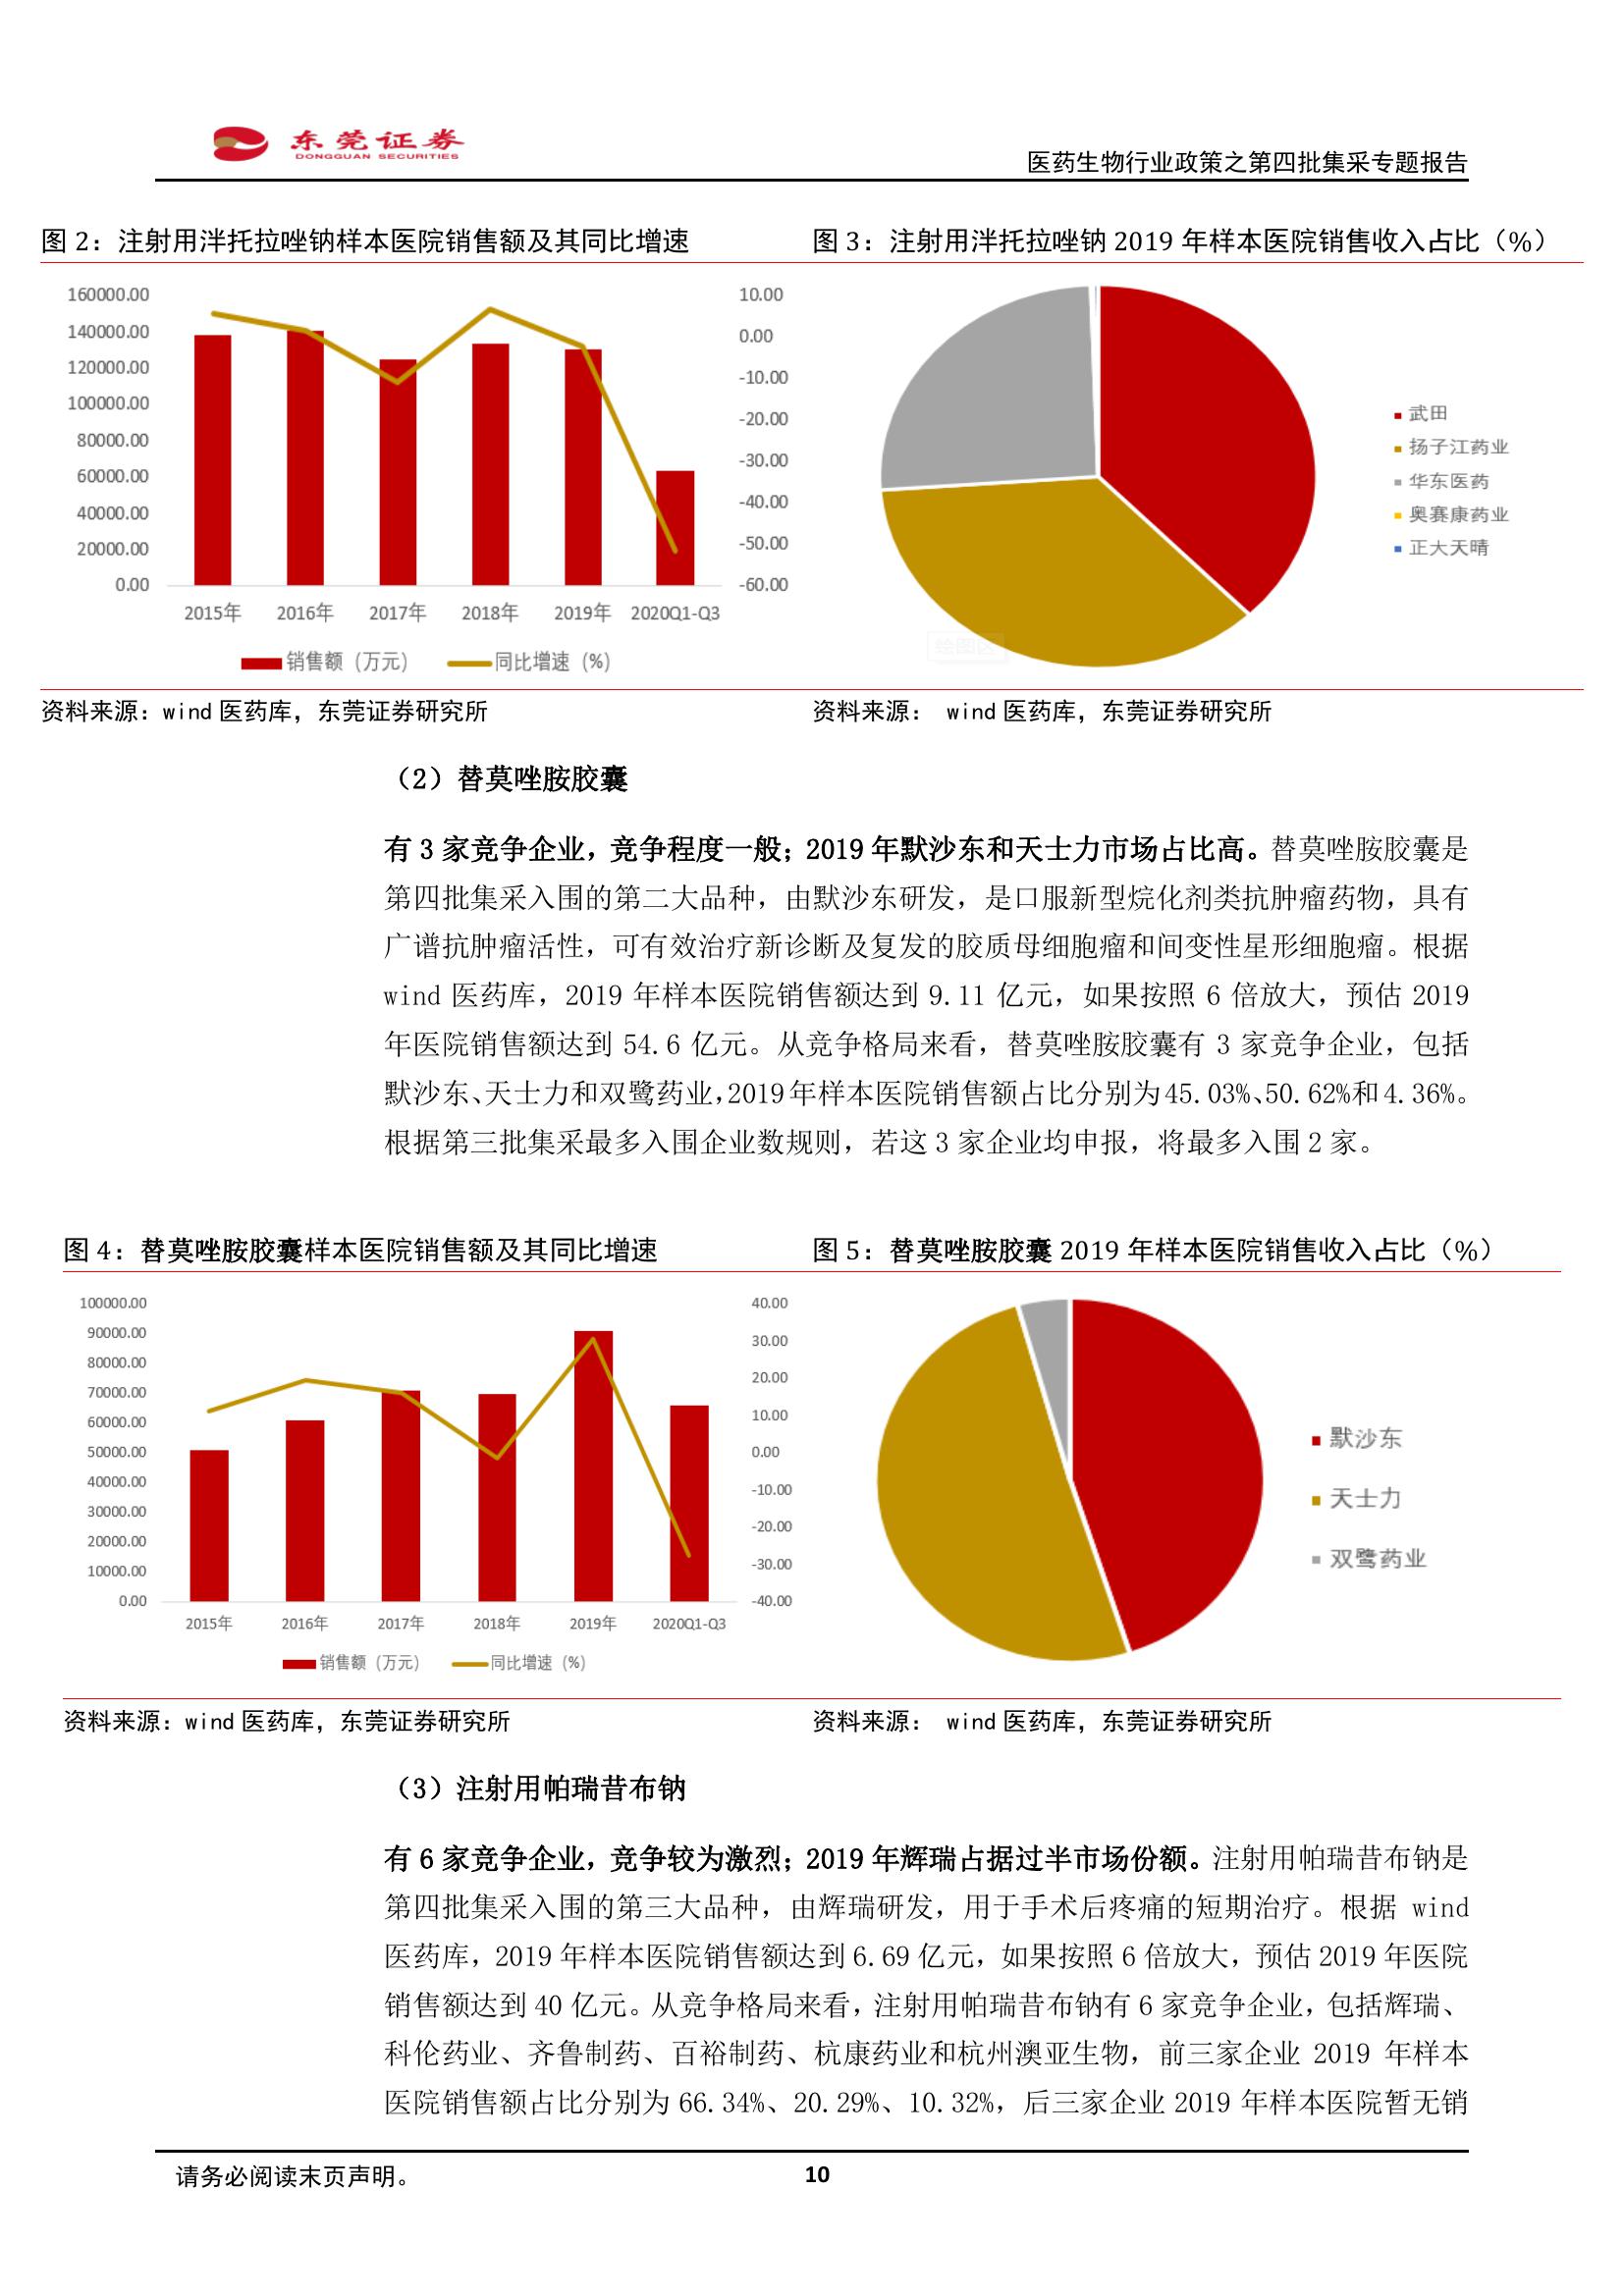 东莞证券
DONGGUAN SECURITIES
医药生物行业政策之第四批集采专题报告
图 2：注射用泮托拉唑钠样本医院销售额及其同比增速
图 3：注射用泮托拉唑钠 2019 年样本医院销售收入占比（%）
160000.00
140000.00
120000.00
100000.00
80000.00
60000.00
40000.00
20000.00
0.00
10.00
0.00
-10.00
-20.00
-30.00
-40.00
-50.00
-60.00
2015年 2016年 2017年 2018年 2019年 2020Q1-Q3
销售额（万元） 同比增速（%）
武田
扬子江药业
华东医药
奥赛康药业
正大天晴
绘图区
资料来源：wind 医药库，东莞证券研究所
资料来源： wind 医药库，东莞证券研究所
（2）替莫唑胺胶囊
有 3 家竞争企业，竞争程度一般；2019 年默沙东和天士力市场占比高。替莫唑胺胶囊是
第四批集采入围的第二大品种，由默沙东研发，是口服新型烷化剂类抗肿瘤药物，具有
广谱抗肿瘤活性，可有效治疗新诊断及复发的胶质母细胞瘤和间变性星形细胞瘤。根据
wind 医药库，2019 年样本医院销售额达到 9.11 亿元，如果按照 6 倍放大，预估 2019
年医院销售额达到 54.6 亿元。从竞争格局来看，替莫唑胺胶囊有 3 家竞争企业，包括
默沙东、天士力和双鹭药业，2019年样本医院销售额占比分别为45.03%、50.62%和4.36%。
根据第三批集采最多入围企业数规则，若这 3 家企业均申报，将最多入围 2 家。
图 4：替莫唑胺胶囊样本医院销售额及其同比增速
图 5：替莫唑胺胶囊 2019 年样本医院销售收入占比（%）
100000.00
90000.00
80000.00
70000.00
60000.00
50000.00
40000.00
30000.00
20000.00
10000.00
0.00
40.00
30.00
20.00
10.00
0.00
-10.00
-20.00
-30.00
-40.00
2015年 2016年 2017年 2018年 2019年 2020Q1-Q3
销售额（万元） 同比增速（%）
默沙东
天士力
双鹭药业
资料来源：wind 医药库，东莞证券研究所
资料来源： wind 医药库，东莞证券研究所
（3）注射用帕瑞昔布钠
有 6 家竞争企业，竞争较为激烈；2019 年辉瑞占据过半市场份额。注射用帕瑞昔布钠是
第四批集采入围的第三大品种，由辉瑞研发，用于手术后疼痛的短期治疗。根据 wind
医药库，2019 年样本医院销售额达到 6.69 亿元，如果按照 6 倍放大，预估 2019 年医院
销售额达到 40 亿元。从竞争格局来看，注射用帕瑞昔布钠有 6 家竞争企业，包括辉瑞、
科伦药业、齐鲁制药、百裕制药、杭康药业和杭州澳亚生物，前三家企业 2019 年样本
医院销售额占比分别为 66.34%、20.29%、10.32%，后三家企业 2019 年样本医院暂无销
请务必阅读末页声明。
10